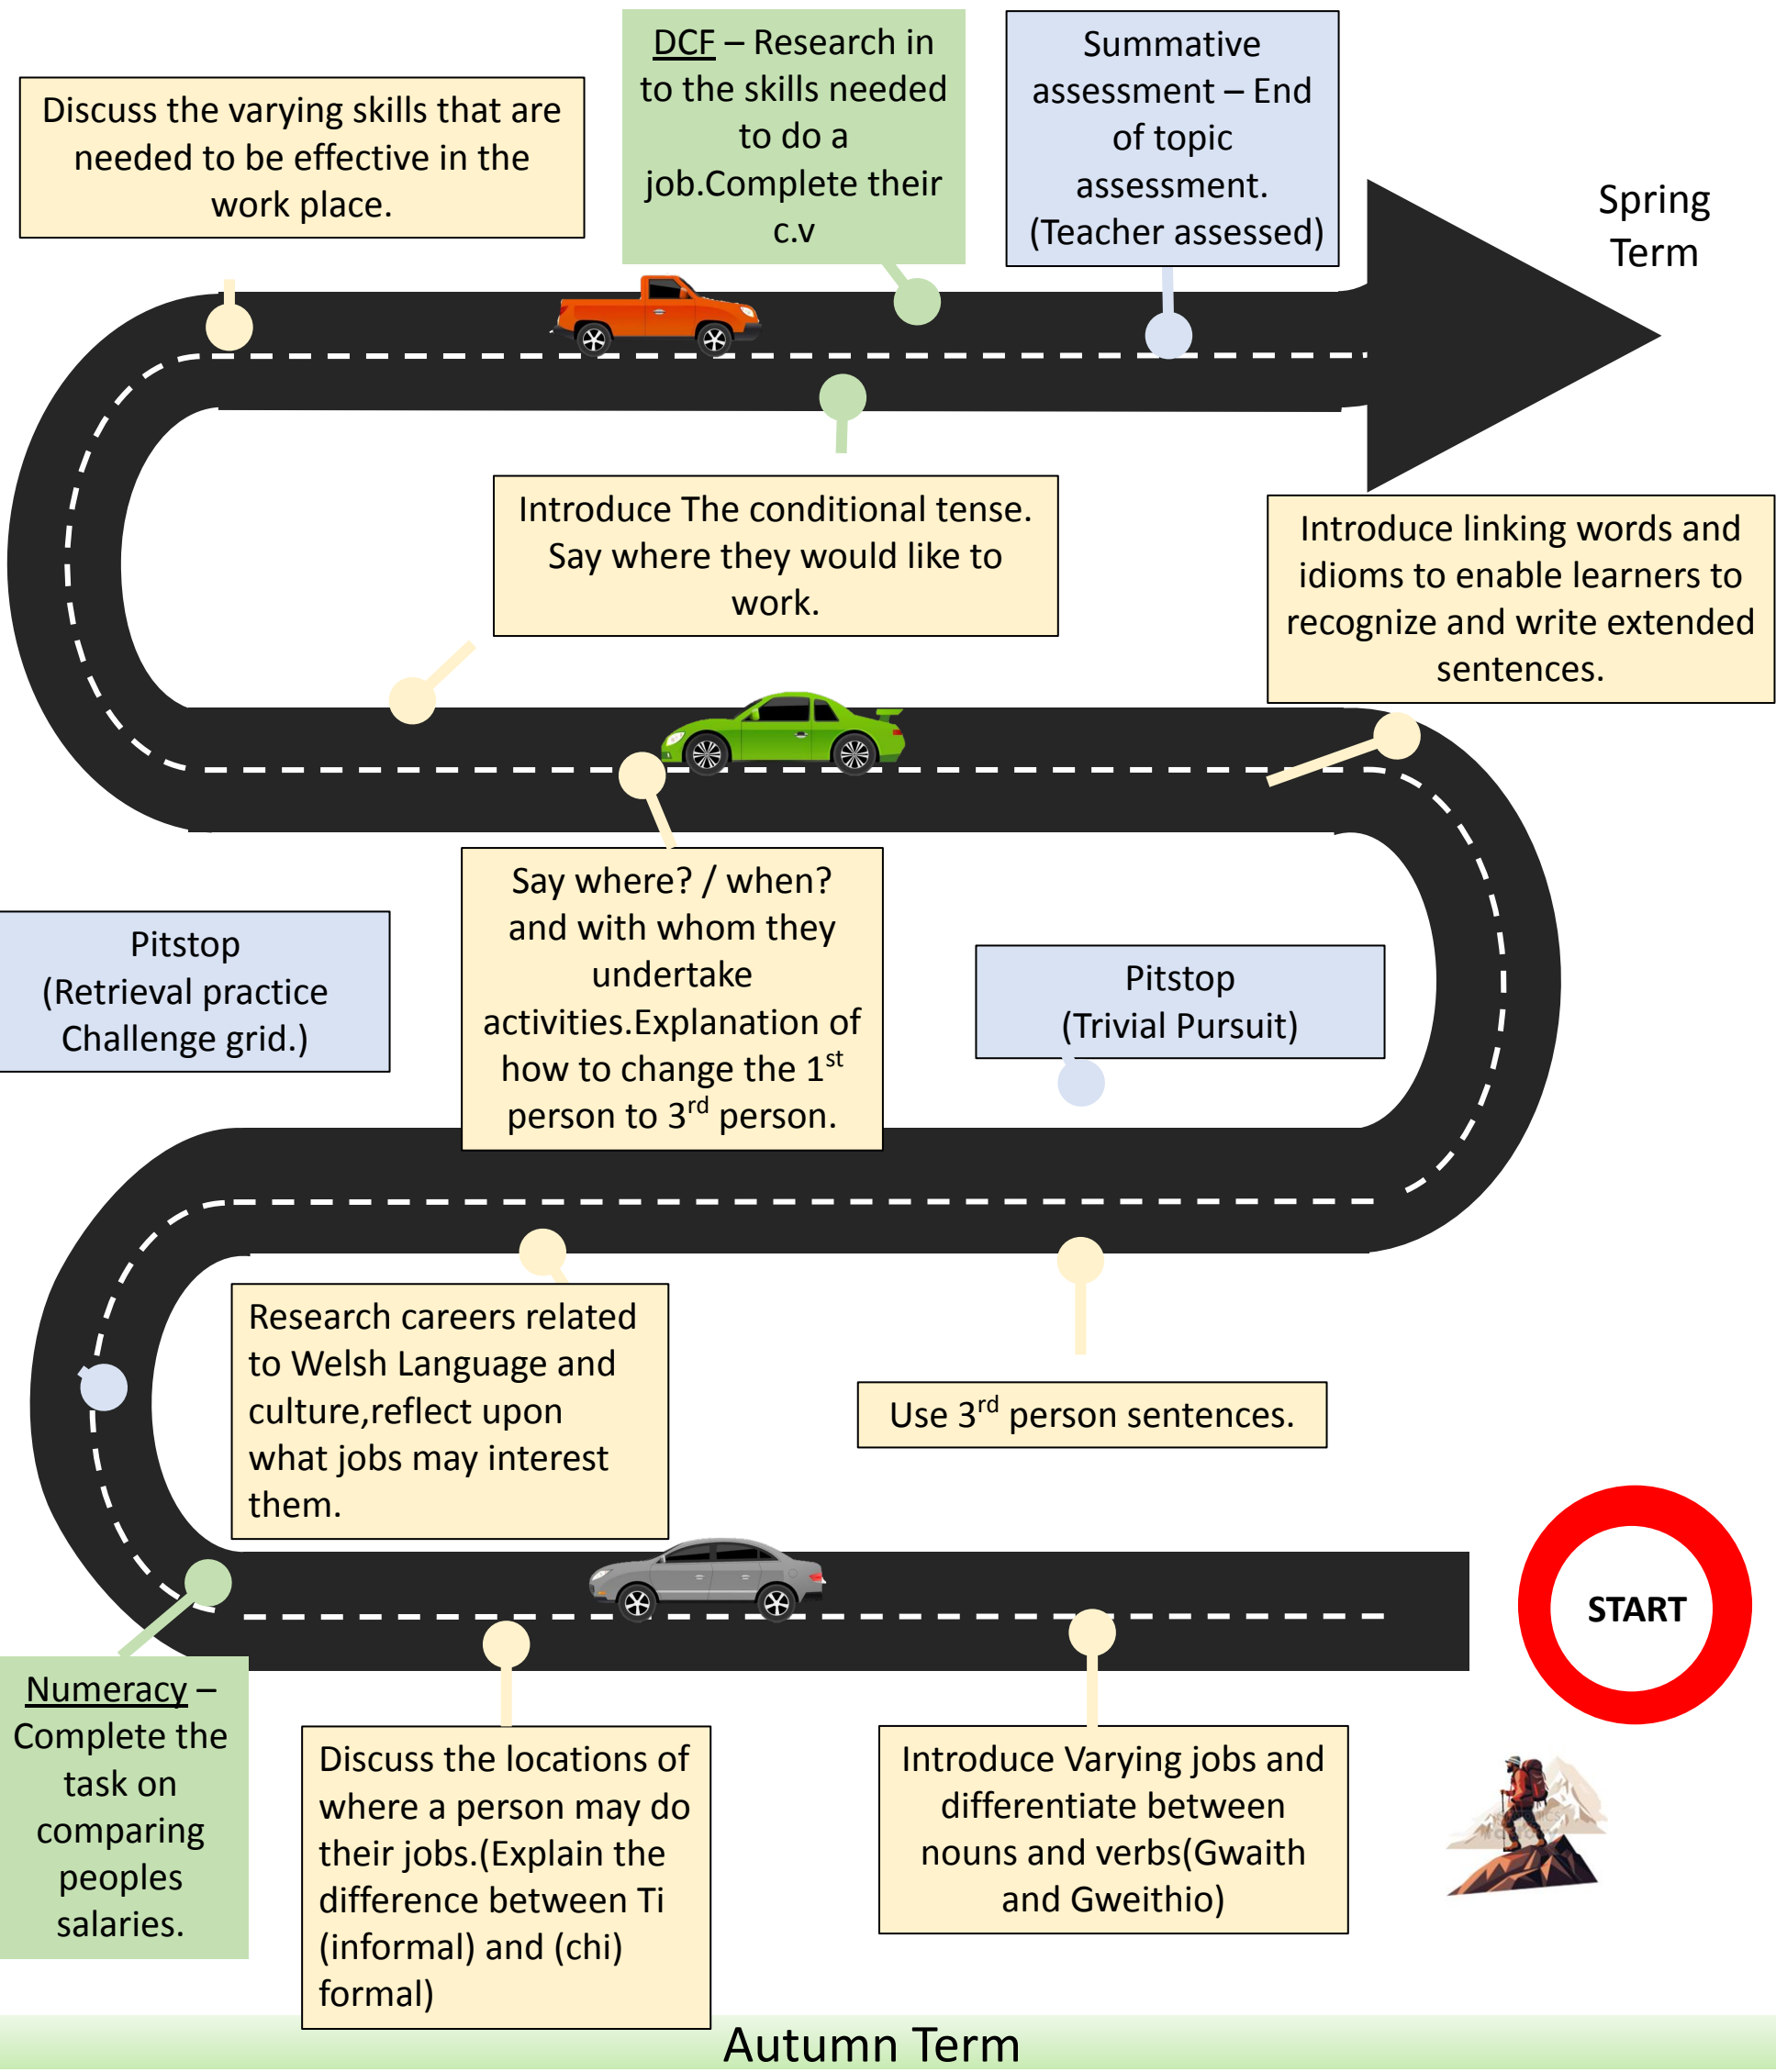 DCF – Research in
to the skills needed
to do a
job.Complete their
c.v
Summative
assessment – End
of topic
assessment.
(Teacher assessed)
Discuss the varying skills that are
needed to be effective in the
work place.
Spring
Term
Introduce The conditional tense.
Say where they would like to
work.
Introduce linking words and
idioms to enable learners to
recognize and write extended
sentences.
Say where? / when?
and with whom they
undertake
activities.Explanation of
how to change the 1st
person to 3rd person.
Pitstop
(Retrieval practice
Challenge grid.)
Pitstop
(Trivial Pursuit)
Research careers related
to Welsh Language and
culture,reflect upon
what jobs may interest
them.
Use 3rd person sentences.
START
Numeracy –
Complete the
task on
comparing
peoples
salaries.
Discuss the locations of
where a person may do
their jobs.(Explain the
difference between Ti
(informal) and (chi)
formal)
Introduce Varying jobs and
differentiate between
nouns and verbs(Gwaith
and Gweithio)
Autumn Term